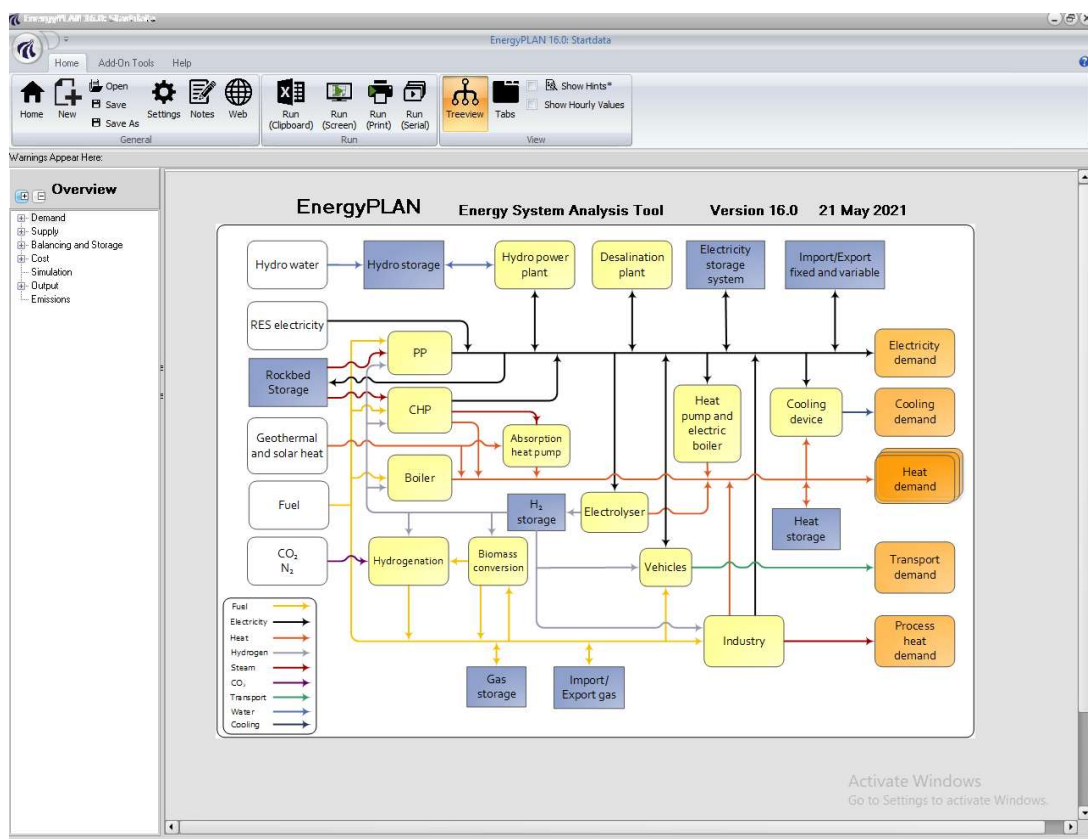 EnergyPLAN 16.0: Startdata
EnergyPLAN 16.0: Startdata
Home Add-On Tools Help
Home
New
Open
Save
Save As
Settings
Notes
Web
General
Run
(Clipboard)
Run
(Screen)
Run
(Print)
Run
(Serial)
Run
Treeview
Tabs
Show Hints*
Show Hourly Values
View
Warnings Appear Here:
Overview
Demand
Supply
Balancing and Storage
Cost
Simulation
Output
Emissions
EnergyPLAN Energy System Analysis Tool Version 16.0 21 May 2021
Hydro water
Hydro storage
Hydro power
plant
Desalination
plant
Electricity
storage
system
Import/Export
fixed and variable
RES electricity
PP
Electricity
demand
Rockbed
Storage
CHP
Heat
pump and
electric
boiler
Cooling
device
Cooling
demand
Geothermal
and solar heat
Absorption
heat pump
Boiler
Heat
demand
Fuel
H₂
storage
Electrolyser
Heat
storage
CO₂
N₂
Hydrogenation
Biomass
conversion
Vehicles
Transport
demand
Industry
Process
heat
demand
Gas
storage
Import/
Export gas
Fuel
Electricity
Heat
Hydrogen
Steam
CO₂
Transport
Water
Cooling
Activate Windows
Go to Settings to activate Windows.